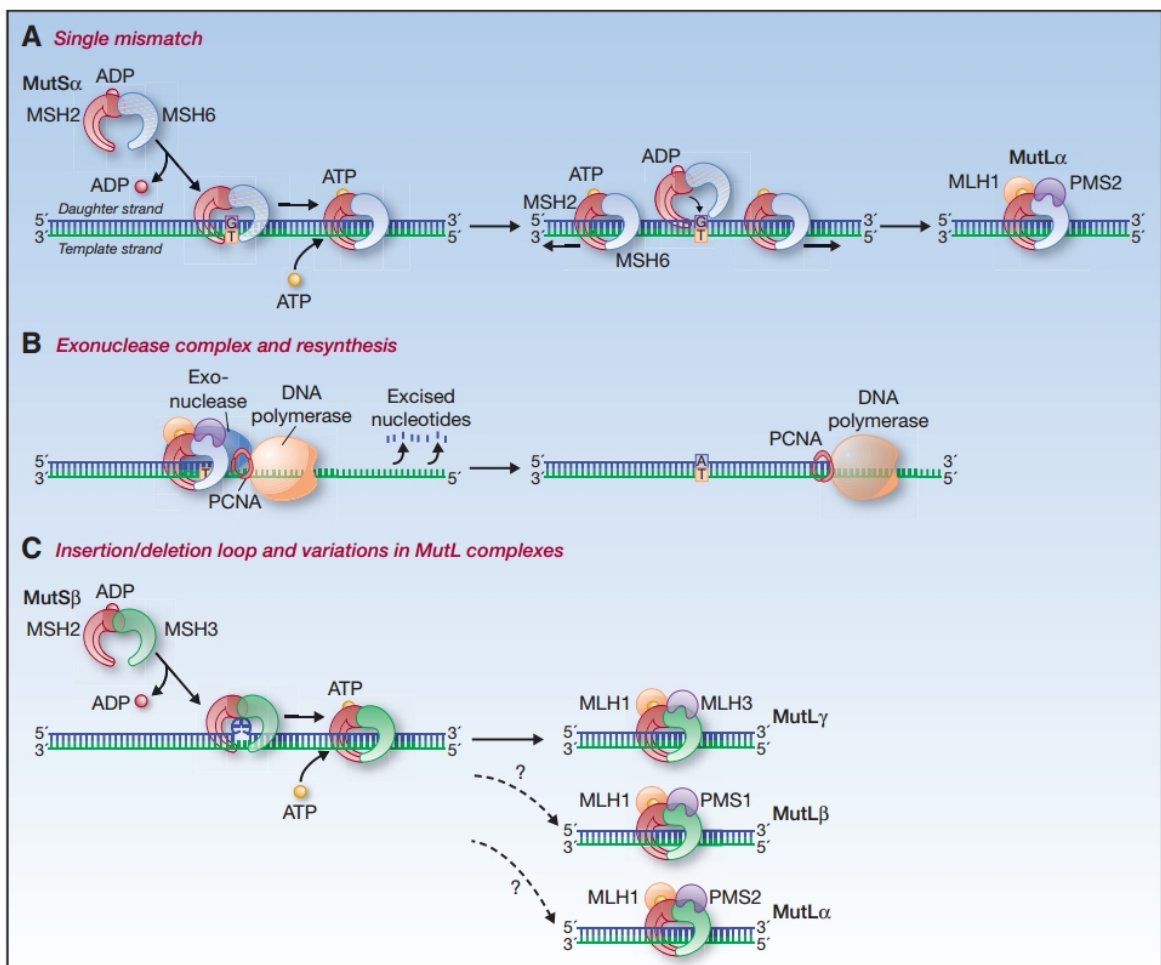 A Single mismatch
MutSα ADP
MSH2 MSH6
ADP
Daughter strand
5´ 3´
3´ 5´
Template strand
G
T
ATP
ATP
ATP
ADP
MSH2
5´ 3´
3´ 5´
G
T
MSH6
MutLα
MLH1 PMS2
5´ 3´
3´ 5´
B Exonuclease complex and resynthesis
Exo-
nuclease
DNA
polymerase
Excised
nucleotides
5´
3´ 5´
T
PCNA
DNA
polymerase
PCNA
5´ 3´
3´ 5´
A
T
C Insertion/deletion loop and variations in MutL complexes
MutSβ ADP
MSH2 MSH3
ADP
5´ 3´
3´ 5´
ATP
ATP
MLH1 MLH3
MutLγ
5´ 3´
3´ 5´
?
MLH1 PMS1
MutLβ
5´ 3´
3´ 5´
?
MLH1 PMS2
MutLα
5´ 3´
3´ 5´